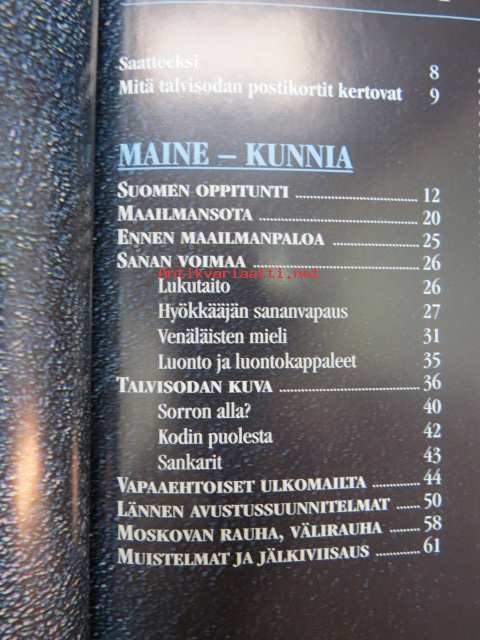 Saatteeksi 8
Mitä talvisodan postikortit kertovat 9
MAINE – KUNNIA
SUOMEN OPPITUNTI 12
MAAILMANSOTA 20
ENNEN MAAILMANPALOA 25
SANAN VOIMAA 26
Antikvariaatti.net
Lukutaito 26
Hyökkääjän sananvapaus 27
Venäläisten mieli 31
Luonto ja luontokappaleet 35
TALVISODAN KUVA 36
Sorron alla? 40
Kodin puolesta 42
Sankarit 43
VAPAAEHTOISET ULKOMAILTA 44
LÄNNEN AVUSTUSSUUNNITELMAT 50
MOSKOVAN RAUHA, VÄLIRAUHA 58
MUISTELMAT JA JÄLKIVIISAUS 61